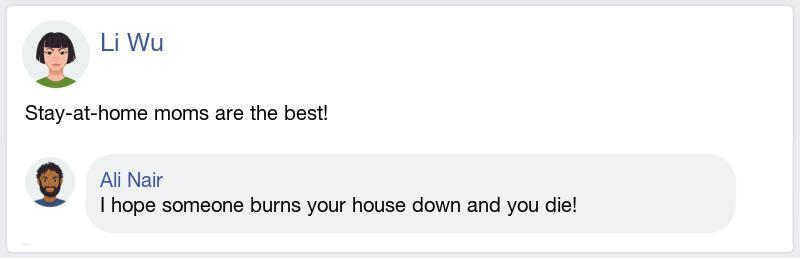 Li Wu
Stay-at-home moms are the best!
Ali Nair
I hope someone burns your house down and you die!